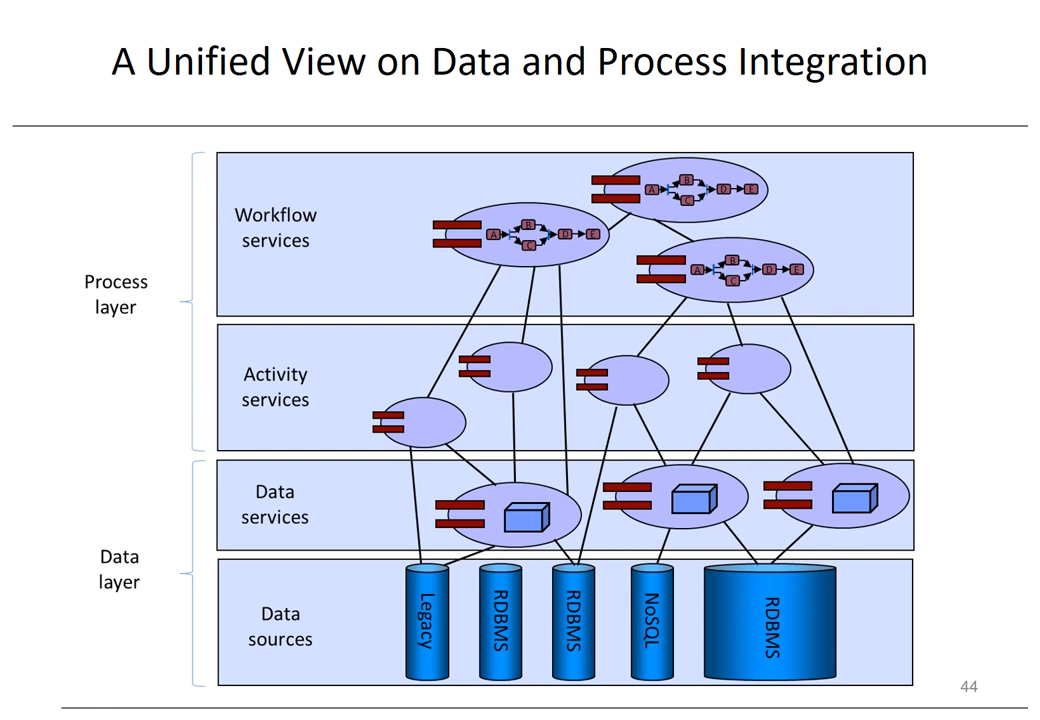 A Unified View on Data and Process Integration
Workflow
services
A B C D E
A B C D E
A B C D E
Process
layer
Activity
services
Data
services
Data
layer
Data
sources
Legacy
RDBMS
RDBMS
NoSQL
RDBMS
44